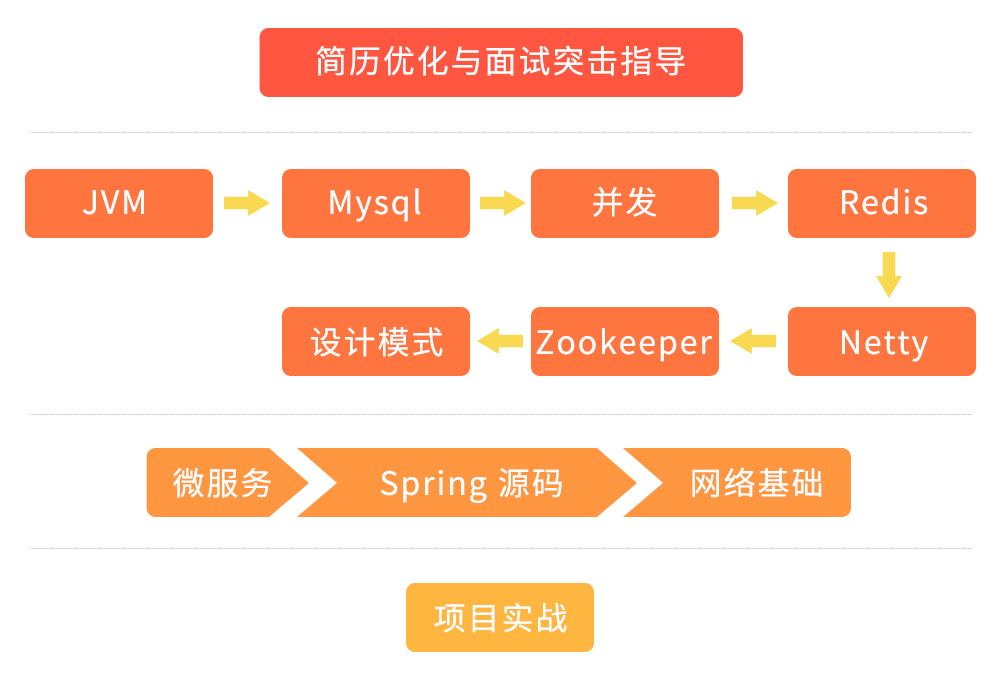 简历优化与面试突击指导
JVM
Mysql
并发
Redis
设计模式
Zookeeper
Netty
微服务
Spring 源码
网络基础
项目实战